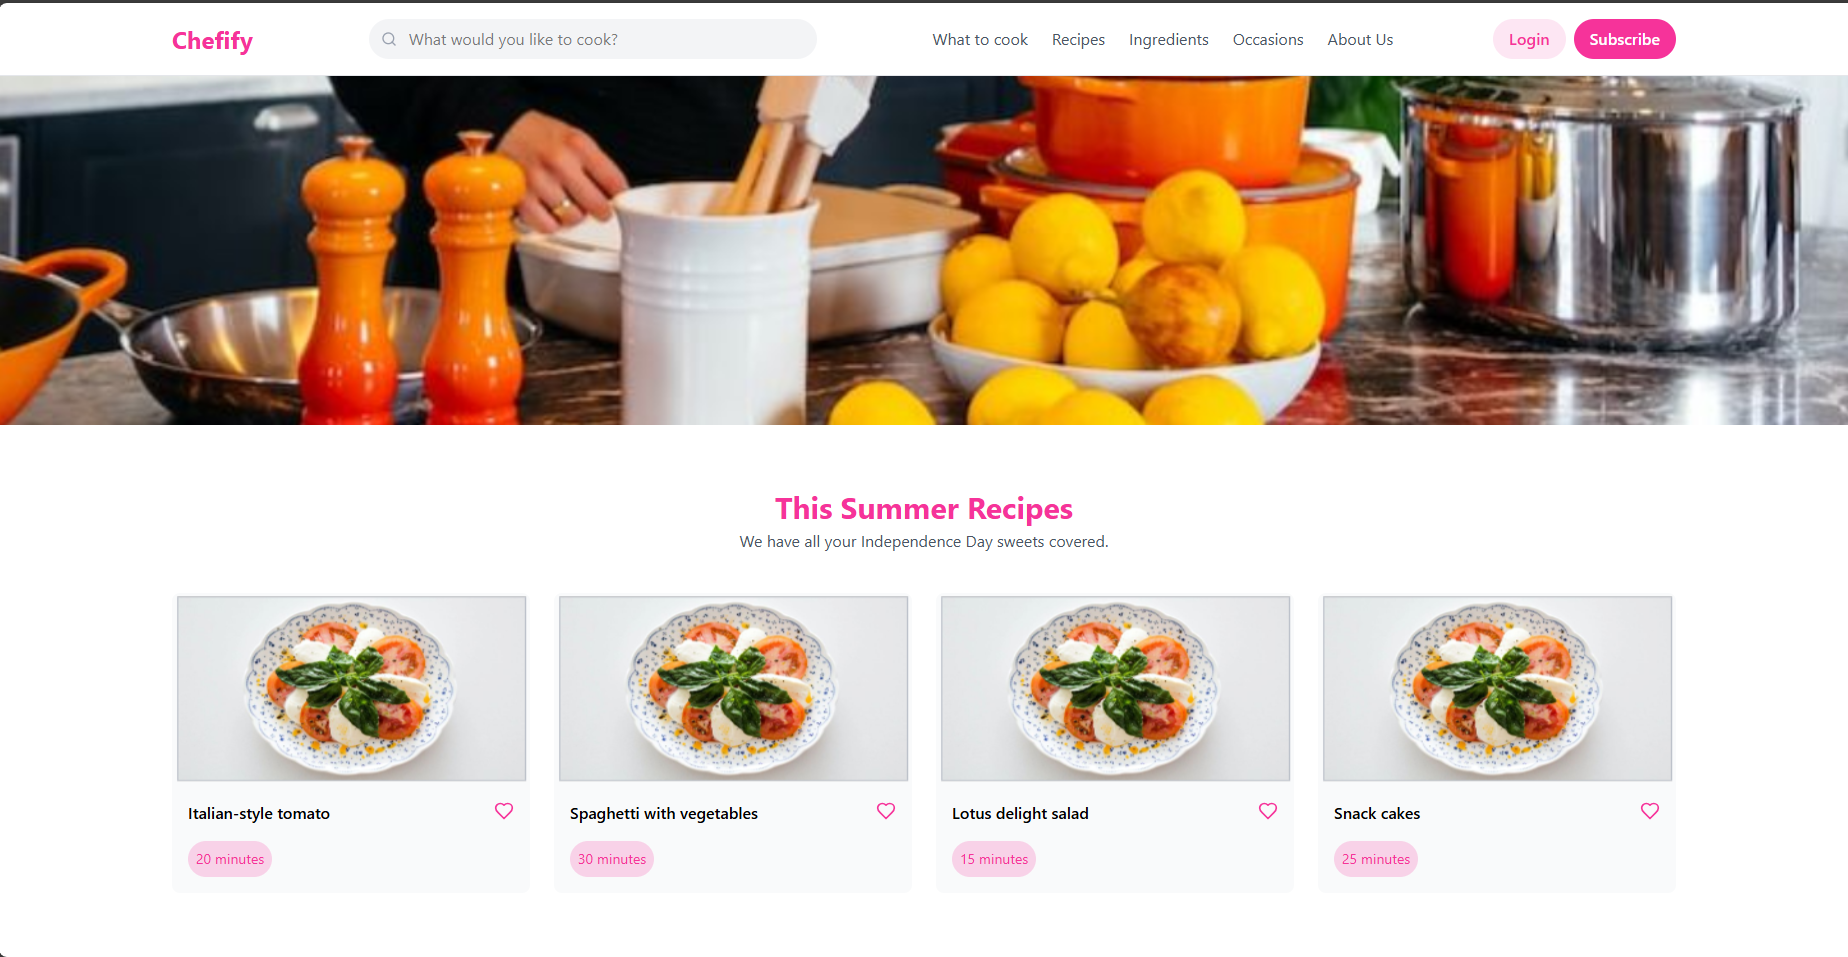 Chefify
What would you like to cook?
What to cook
Recipes
Ingredients
Occasions
About Us
Login
Subscribe
This Summer Recipes
We have all your Independence Day sweets covered.
Italian-style tomato
20 minutes
Spaghetti with vegetables
30 minutes
Lotus delight salad
15 minutes
Snack cakes
25 minutes